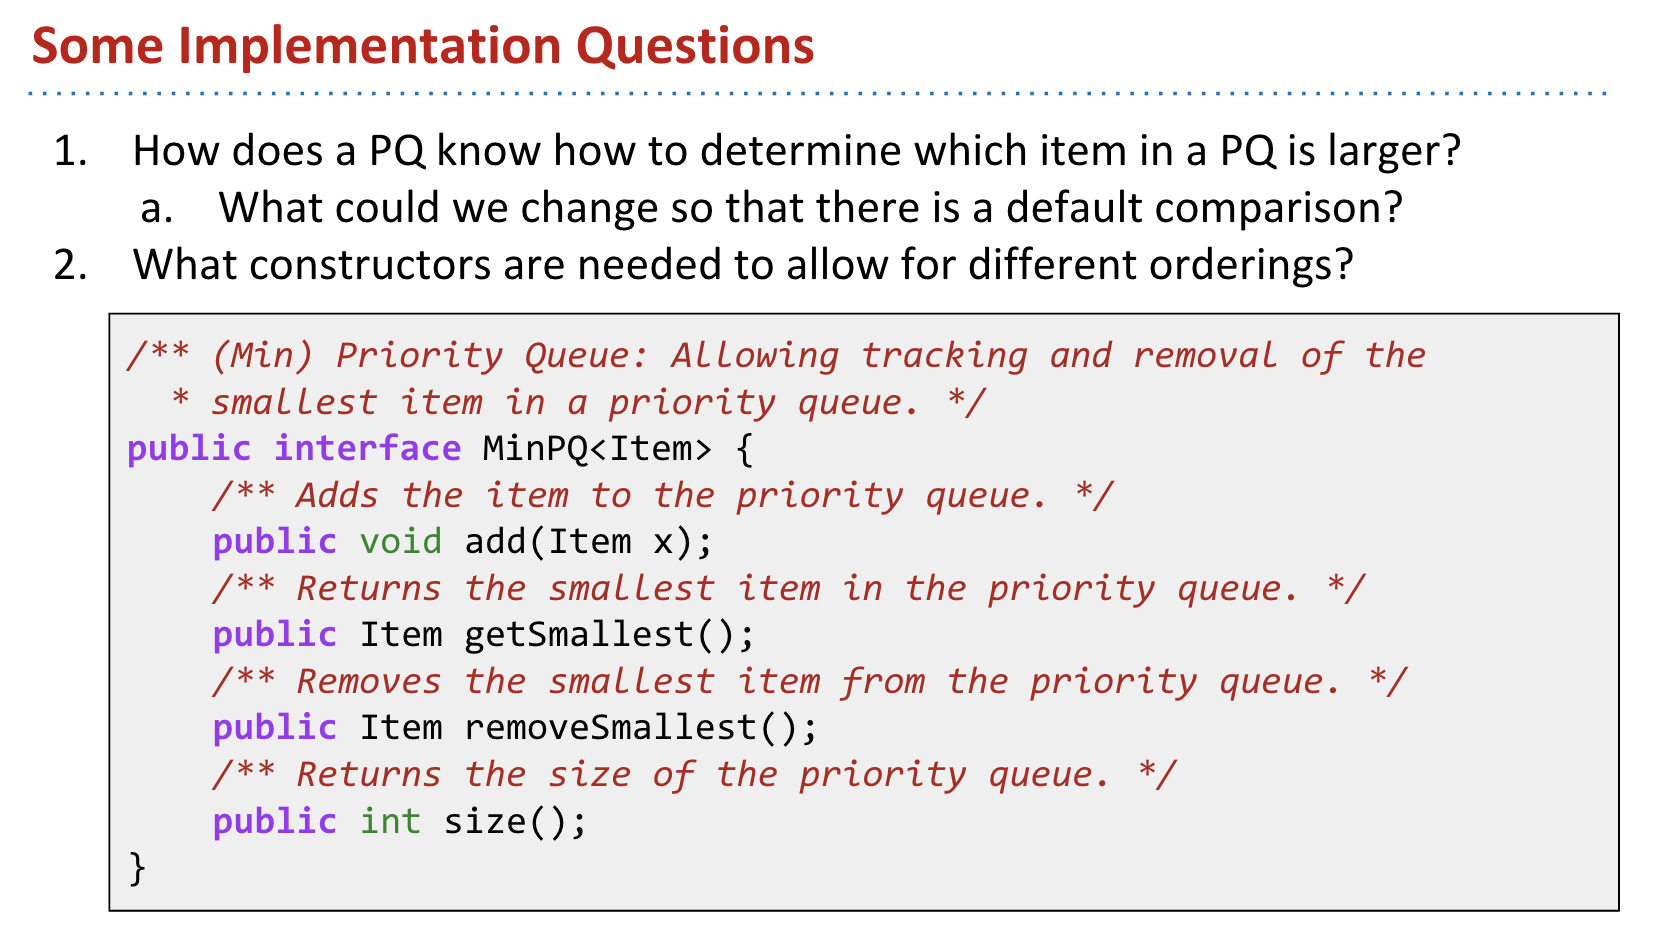 Some Implementation Questions
1. How does a PQ know how to determine which item in a PQ is larger?
a. What could we change so that there is a default comparison?
2. What constructors are needed to allow for different orderings?
/** (Min) Priority Queue: Allowing tracking and removal of the
* smallest item in a priority queue. */
public interface MinPQ<Item> {
/** Adds the item to the priority queue. */
public void add(Item x);
/** Returns the smallest item in the priority queue. */
public Item getSmallest();
/** Removes the smallest item from the priority queue. */
public Item removeSmallest();
/** Returns the size of the priority queue. */
public int size();
}